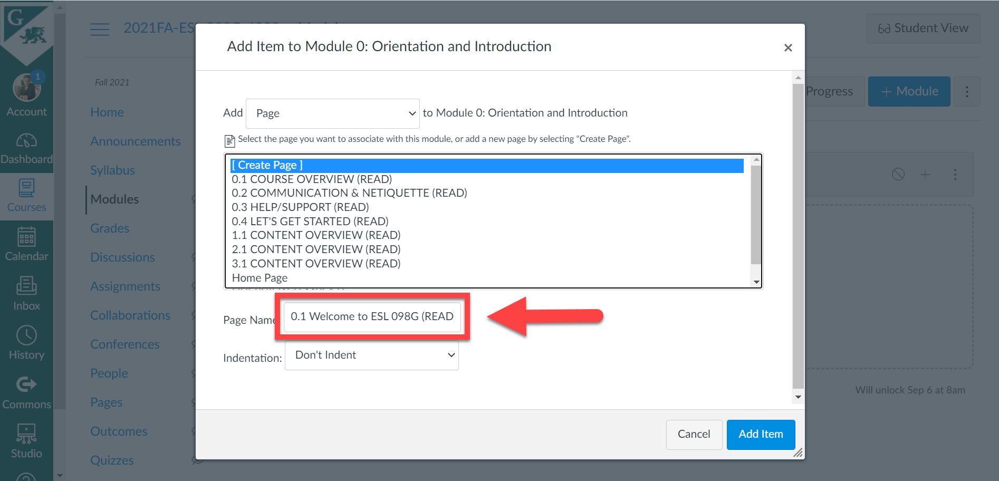 G
2021FA-ES
Student View
Add Item to Module 0: Orientation and Introduction
×
1
Account
Dashboard
Courses
Calendar
Inbox
History
Commons
Studio
Fall 2021
Home
Announcements
Syllabus
Modules
Grades
Discussions
Assignments
Collaborations
Conferences
People
Pages
Outcomes
Quizzes
Progress
+ Module
Add Page to Module 0: Orientation and Introduction
Select the page you want to associate with this module, or add a new page by selecting "Create Page".
[ Create Page ]
0.1 COURSE OVERVIEW (READ)
0.2 COMMUNICATION & NETIQUETTE (READ)
0.3 HELP/SUPPORT (READ)
0.4 LET'S GET STARTED (READ)
1.1 CONTENT OVERVIEW (READ)
2.1 CONTENT OVERVIEW (READ)
3.1 CONTENT OVERVIEW (READ)
Home Page
Page Name: 0.1 Welcome to ESL 098G (READ
Indentation: Don't Indent
Will unlock Sep 6 at 8am
Cancel
Add Item